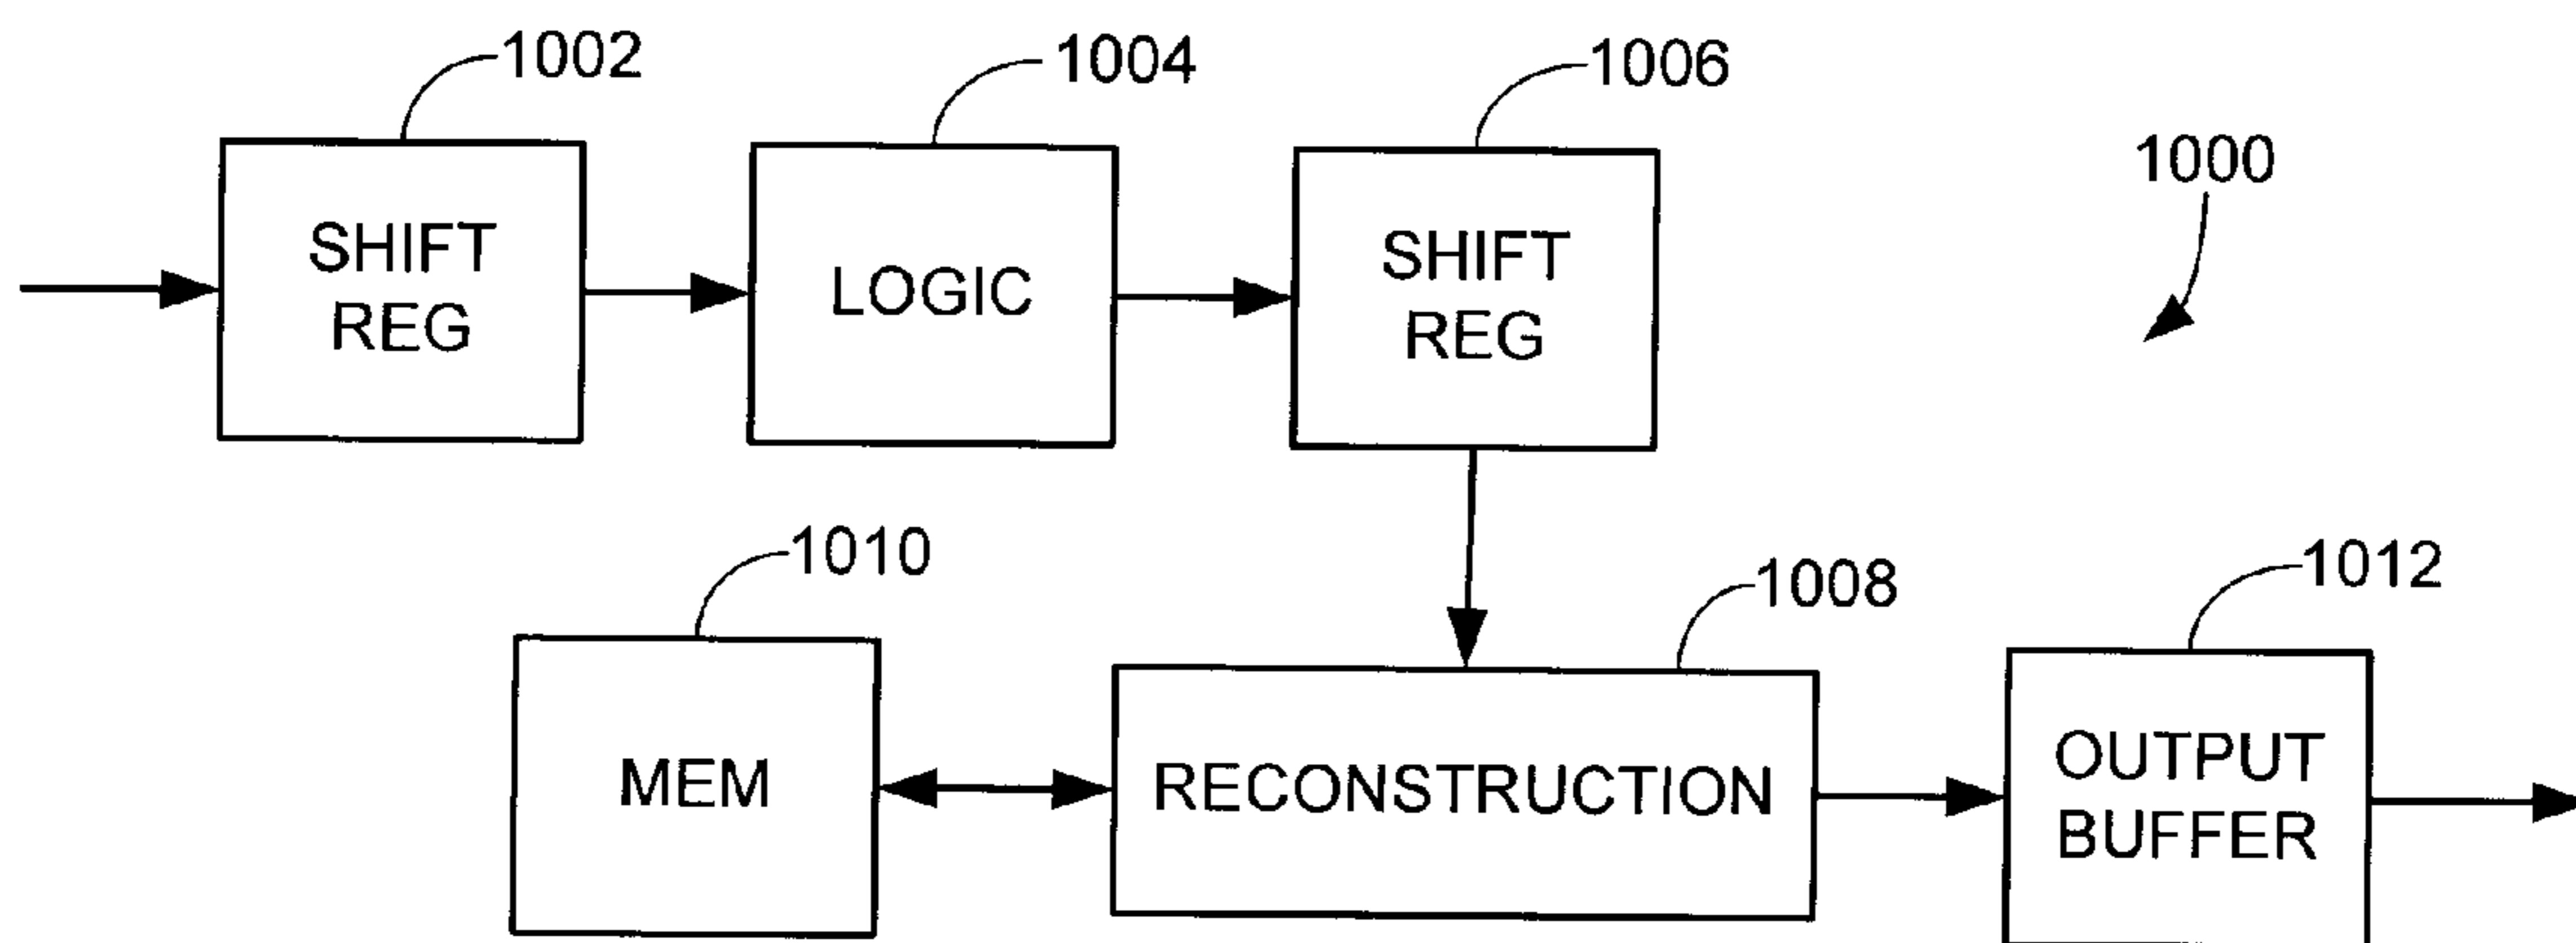 1002
1004
1006
1000
SHIFT
REG
LOGIC
SHIFT
REG
1010
1008
1012
MEM
RECONSTRUCTION
OUTPUT
BUFFER